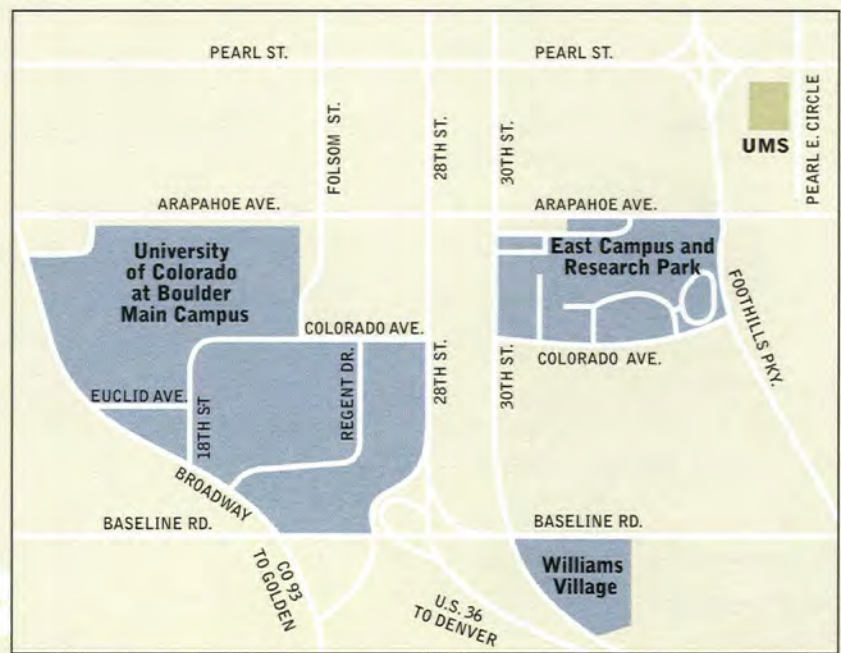 PEARL ST.
PEARL ST.
FOLSOM ST.
28TH ST.
30TH ST.
UMS
PEARL E. CIRCLE
ARAPAHOE AVE.
ARAPAHOE AVE.
University
of Colorado
at Boulder
Main Campus
East Campus and
Research Park
FOOTHILLS PKY.
COLORADO AVE.
COLORADO AVE.
REGENT DR.
28TH ST.
30TH ST.
EUCLID AVE.
18TH ST
BROADWAY
BASELINE RD.
BASELINE RD.
CO 93
TO GOLDEN
U.S. 36
TO DENVER
Williams
Village